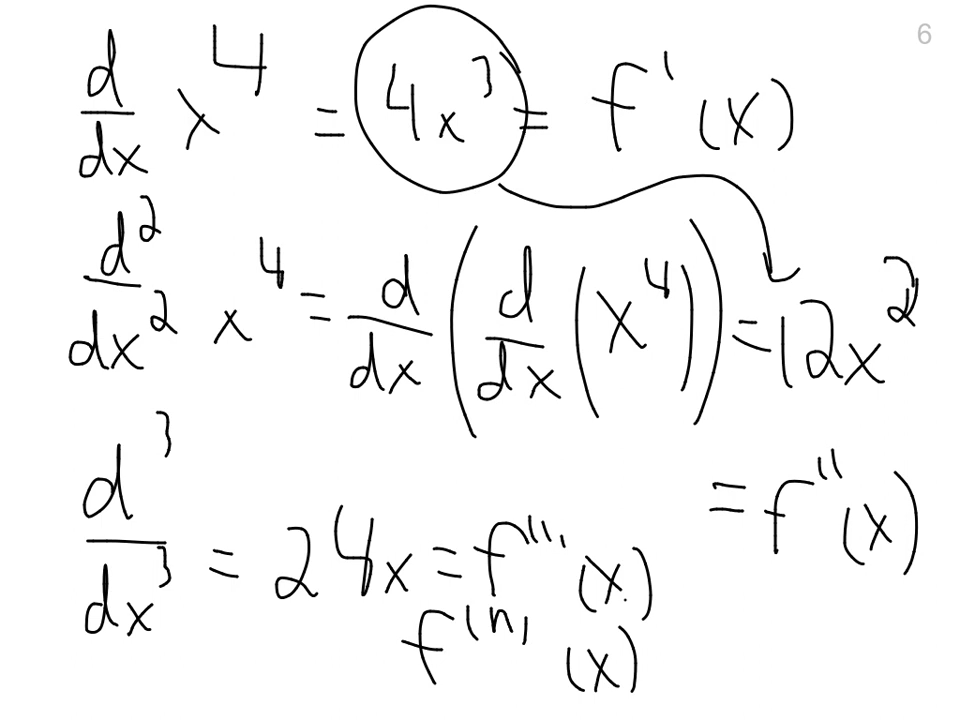 6
d/dx x^4 = 4x^3 = f'(x)
d^2/dx^2 x^4 = d/dx (d/dx (x^4)) = 12x^2
= f''(x)
d^3/dx^3 = 24x = f'''(x)
f^(n)(x)